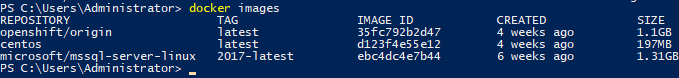 PS C:\Users\Administrator> docker images
REPOSITORY TAG IMAGE ID CREATED SIZE
openshift/origin latest 35fc792b2d47 4 weeks ago 1.1GB
centos latest d123f4e55e12 4 weeks ago 197MB
microsoft/mssql-server-linux 2017-latest ebc4dc4e7b44 6 weeks ago 1.31GB
PS C:\Users\Administrator> _